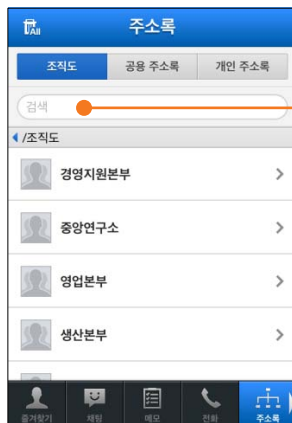 ALL
주소록
조직도 공용 주소록 개인 주소록
검색
/조직도
경영지원본부
중앙연구소
영업본부
생산본부
즐겨찾기 채팅 메모 전화 주소록